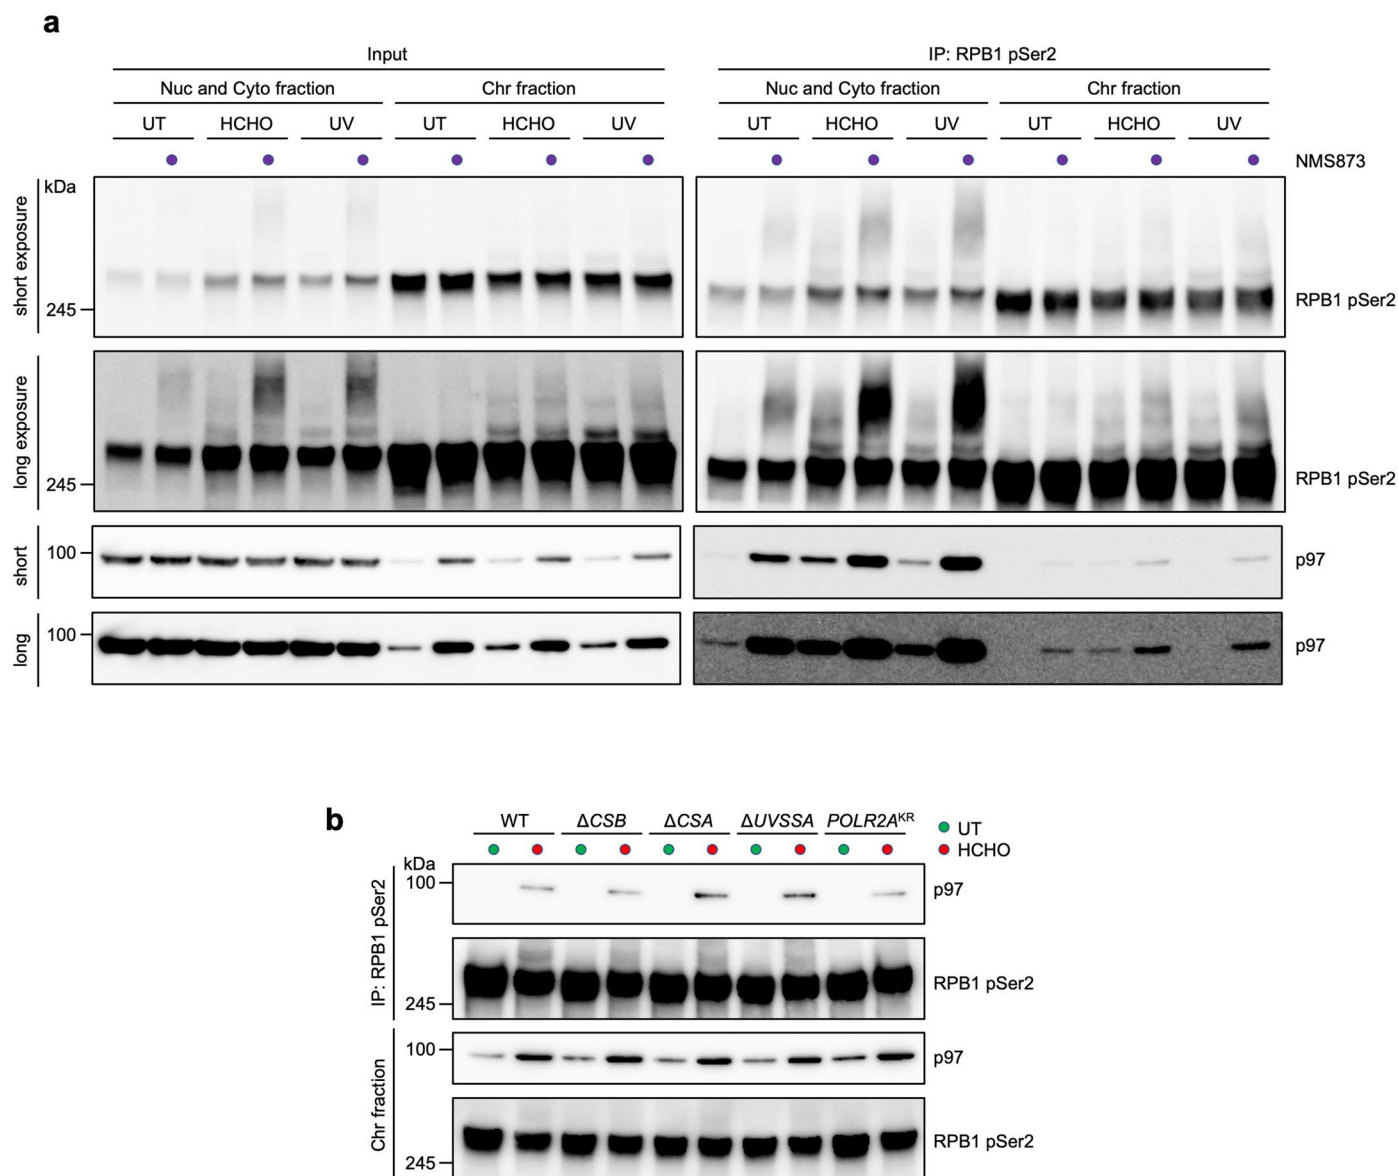 a
Input IP: RPB1 pSer2
Nuc and Cyto fraction Chr fraction Nuc and Cyto fraction Chr fraction
UT HCHO UV UT HCHO UV UT HCHO UV UT HCHO UV
NMS873
short exposure
kDa
245
RPB1 pSer2
long exposure
245
RPB1 pSer2
short
100
p97
long
100
p97
b
WT ΔCSB ΔCSA ΔUVSSA POLR2A^KR
UT
HCHO
IP: RPB1 pSer2
kDa
100
p97
245
RPB1 pSer2
Chr fraction
100
p97
245
RPB1 pSer2